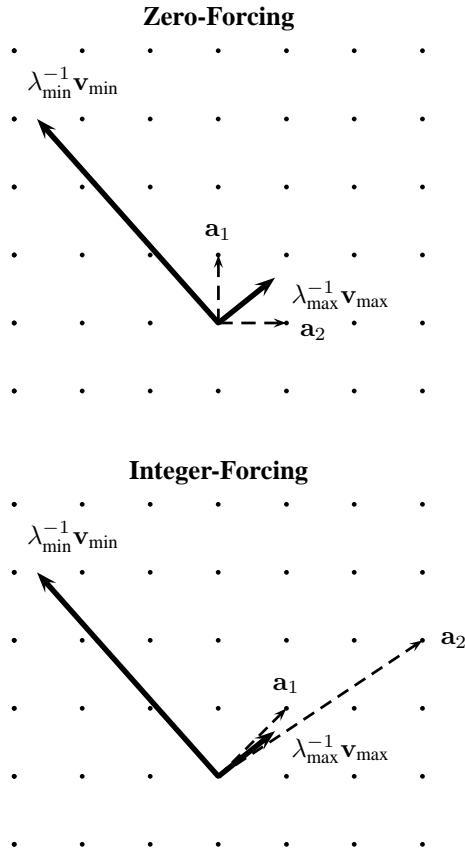 Zero-Forcing
λ_min^{-1} v_min
a_1
λ_max^{-1} v_max
a_2
Integer-Forcing
λ_min^{-1} v_min
a_2
a_1
λ_max^{-1} v_max